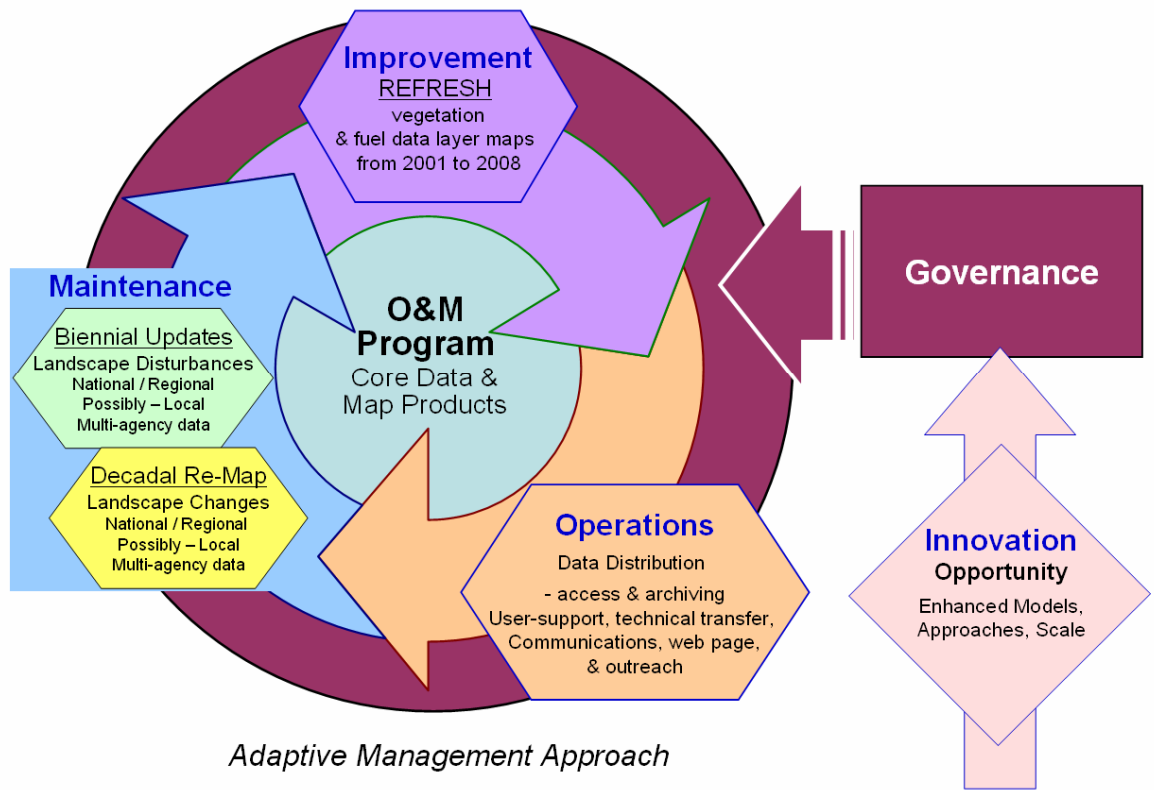 Improvement
REFRESH
vegetation
& fuel data layer maps
from 2001 to 2008
Maintenance
Biennial Updates
Landscape Disturbances
National / Regional
Possibly – Local
Multi-agency data
Decadal Re-Map
Landscape Changes
National / Regional
Possibly – Local
Multi-agency data
O&M
Program
Core Data &
Map Products
Operations
Data Distribution
- access & archiving
User-support, technical transfer,
Communications, web page,
& outreach
Governance
Innovation
Opportunity
Enhanced Models,
Approaches, Scale
Adaptive Management Approach